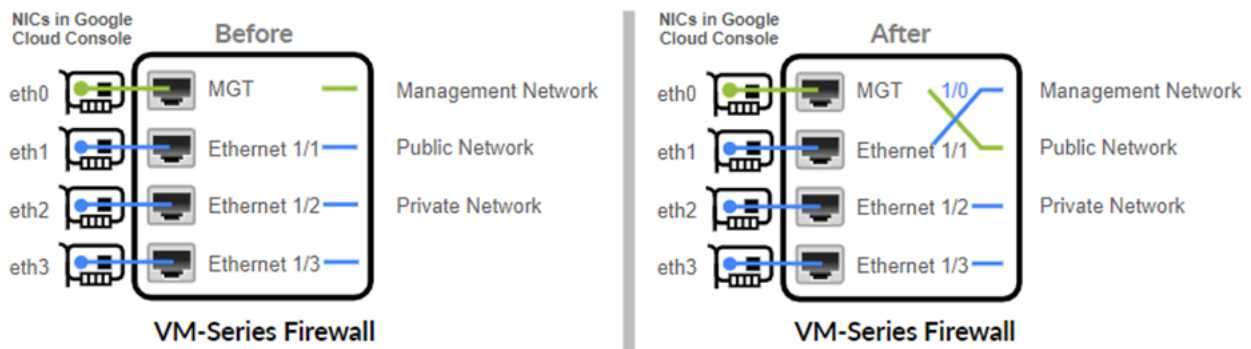 NICs in Google
Cloud Console
Before
eth0
MGT
Management Network
eth1
Ethernet 1/1
Public Network
eth2
Ethernet 1/2
Private Network
eth3
Ethernet 1/3
VM-Series Firewall
NICs in Google
Cloud Console
After
eth0
MGT
1/0
Management Network
eth1
Ethernet 1/1
Public Network
eth2
Ethernet 1/2
Private Network
eth3
Ethernet 1/3
VM-Series Firewall